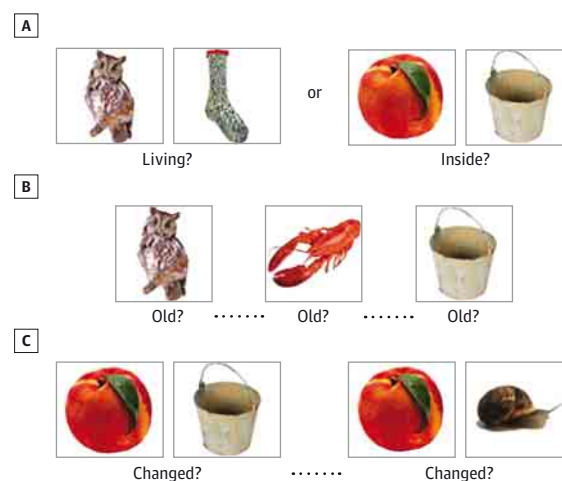 A
or
Living?
Inside?
B
Old? ....... Old? ....... Old?
C
Changed? ....... Changed?